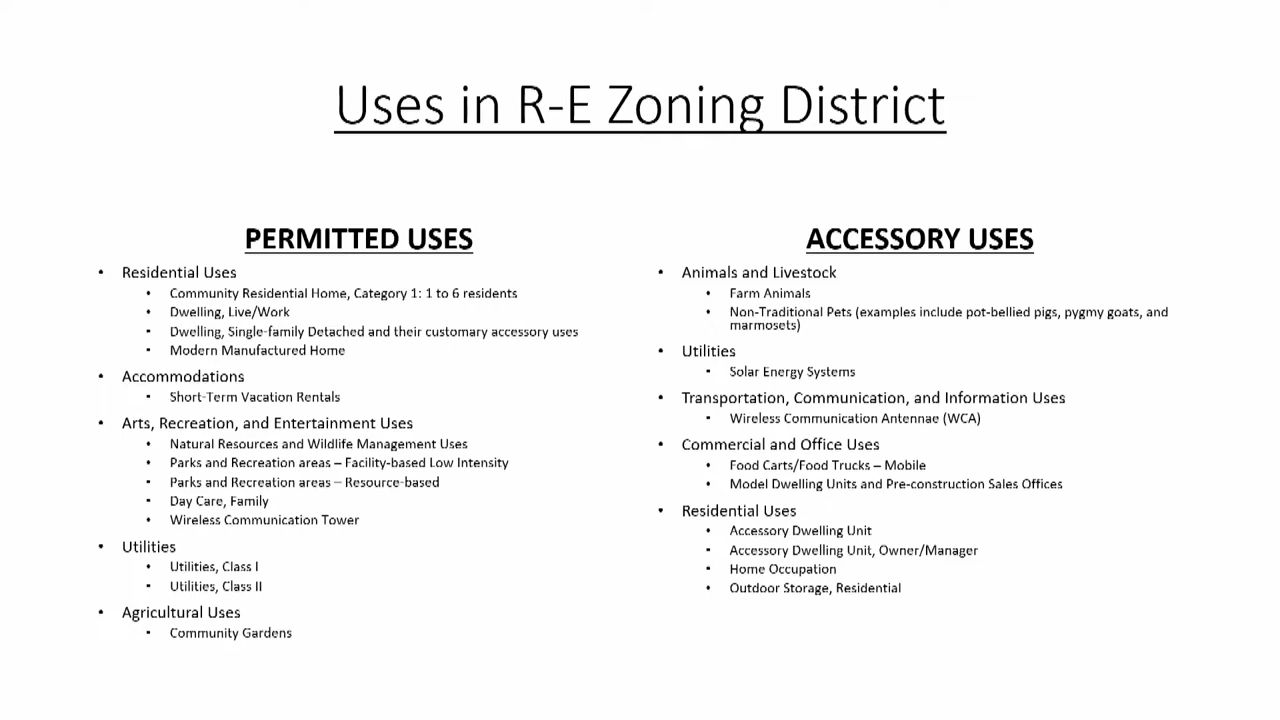 Uses in R-E Zoning District
PERMITTED USES
• Residential Uses
• Community Residential Home, Category 1: 1 to 6 residents
• Dwelling, Live/Work
• Dwelling, Single-family Detached and their customary accessory uses
• Modern Manufactured Home
• Accommodations
• Short-Term Vacation Rentals
• Arts, Recreation, and Entertainment Uses
• Natural Resources and Wildlife Management Uses
• Parks and Recreation areas – Facility-based Low Intensity
• Parks and Recreation areas – Resource-based
• Day Care, Family
• Wireless Communication Tower
• Utilities
• Utilities, Class I
• Utilities, Class II
• Agricultural Uses
• Community Gardens
ACCESSORY USES
• Animals and Livestock
• Farm Animals
• Non-Traditional Pets (examples include pot-bellied pigs, pygmy goats, and
marmosets)
• Utilities
• Solar Energy Systems
• Transportation, Communication, and Information Uses
• Wireless Communication Antennae (WCA)
• Commercial and Office Uses
• Food Carts/Food Trucks – Mobile
• Model Dwelling Units and Pre-construction Sales Offices
• Residential Uses
• Accessory Dwelling Unit
• Accessory Dwelling Unit, Owner/Manager
• Home Occupation
• Outdoor Storage, Residential